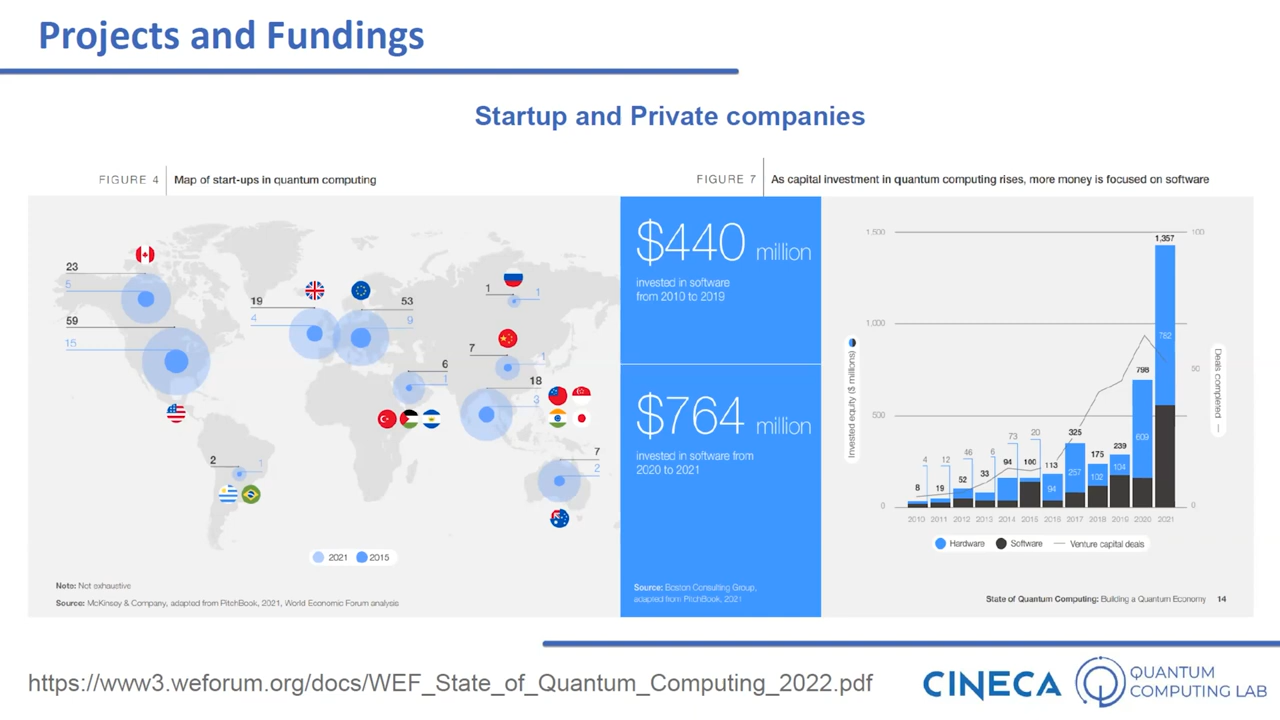 Projects and Fundings
Startup and Private companies
FIGURE 4 Map of start-ups in quantum computing
23
5
59
15
19
4
53
9
1
1
7
1
6
1
18
3
7
2
2
1
2021 2015
Note: Not exhaustive
Source: McKinsey & Company, adapted from PitchBook, 2021, World Economic Forum analysis
$440 million
invested in software
from 2010 to 2019
$764 million
invested in software from
2020 to 2021
Source: Boston Consulting Group,
adapted from PitchBook, 2021
FIGURE 7 As capital investment in quantum computing rises, more money is focused on software
Invested equity ($ millions)
1,500
1,000
500
0
100
50
0
Deals completed
4 12 46 6 73 20
8 19 52 33 94 100 113 325 175 239 798 1,357
94 257 102 104 609 782
2010 2011 2012 2013 2014 2015 2016 2017 2018 2019 2020 2021
Hardware Software Venture capital deals
State of Quantum Computing: Building a Quantum Economy 14
https://www3.weforum.org/docs/WEF_State_of_Quantum_Computing_2022.pdf
CINECA
QUANTUM
COMPUTING LAB